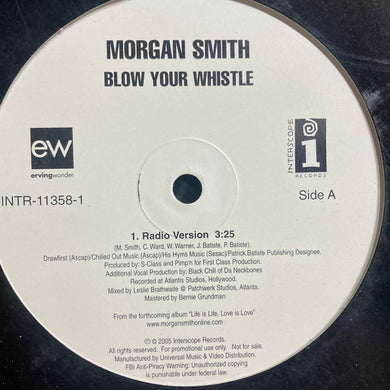 MORGAN SMITH
BLOW YOUR WHISTLE
ew
ervingwonder
INTERSCOPE
i
RECORDS
INTR-11358-1
Side A
1. Radio Version 3:25
(M. Smith, C. Ward, W. Warner, J. Batiste, P. Batiste).
Drawfirst (Ascap)/Chilled Out Music (Ascap)/His Hyms Music (Sesac)/Patrick Batiste Publishing Designee.
Produced by: S-Class and Pimp'n for First Class Production.
Additional Vocal Production by: Black Chill of Da Neckbones
Recorded at Atlantis Studios, Hollywood.
Mixed by Leslie Brathwaite @ Patchwerk Studios, Atlanta.
Mastered by Bernie Grundman
From the forthcoming album "Life is Life, Love is Love"
www.morgansmithonline.com
℗ © 2005 Interscope Records.
All rights reserved. For promotional use only. Not for sale.
Manufactured by Universal Music & Video Distribution.
FBI Anti-Piracy Warning: Unauthorized copying
is punishable under federal law.